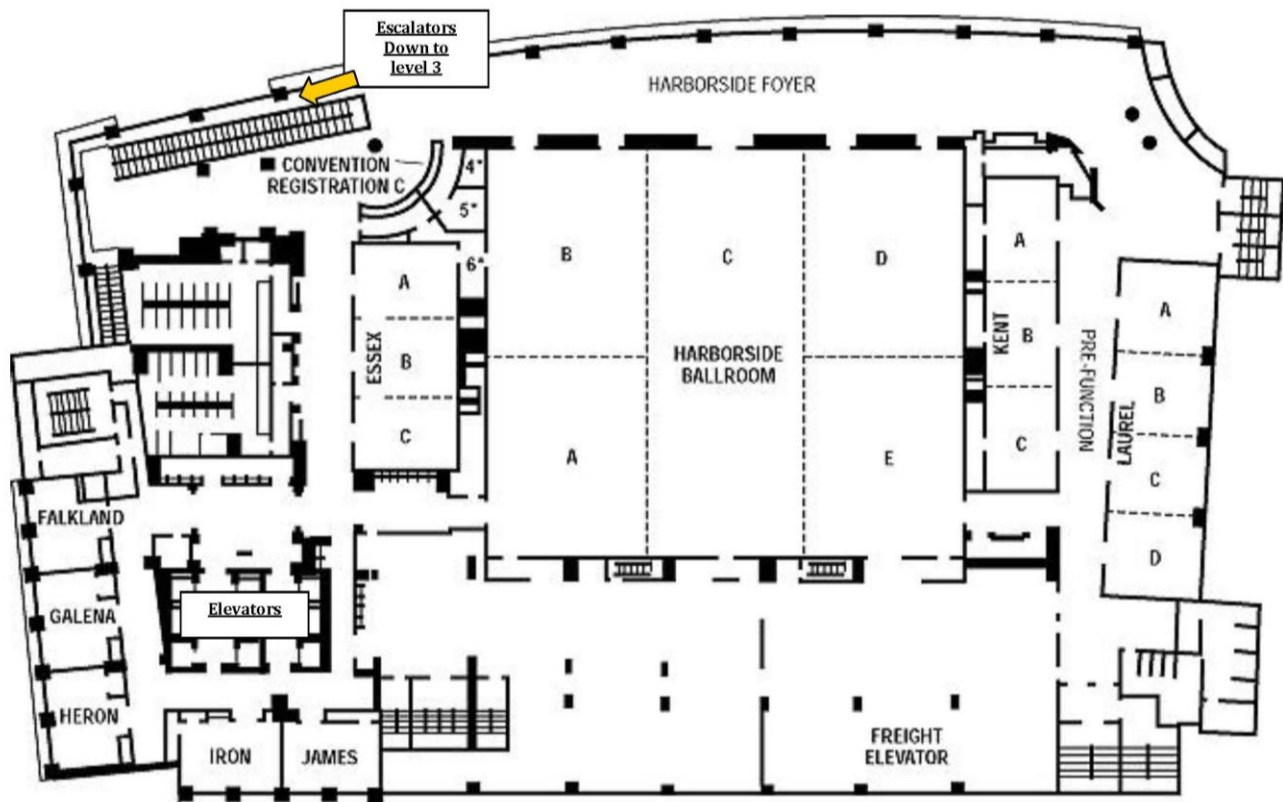 Escalators
Down to
level 3
HARBORSIDE FOYER
CONVENTION
REGISTRATION C
4*
5*
6*
A
B
C
ESSEX
B
C
D
HARBORSIDE
BALLROOM
A
E
A
B
C
KENT
PRE-FUNCTION
A
B
C
D
LAUREL
FALKLAND
GALENA
HERON
Elevators
IRON
JAMES
FREIGHT
ELEVATOR